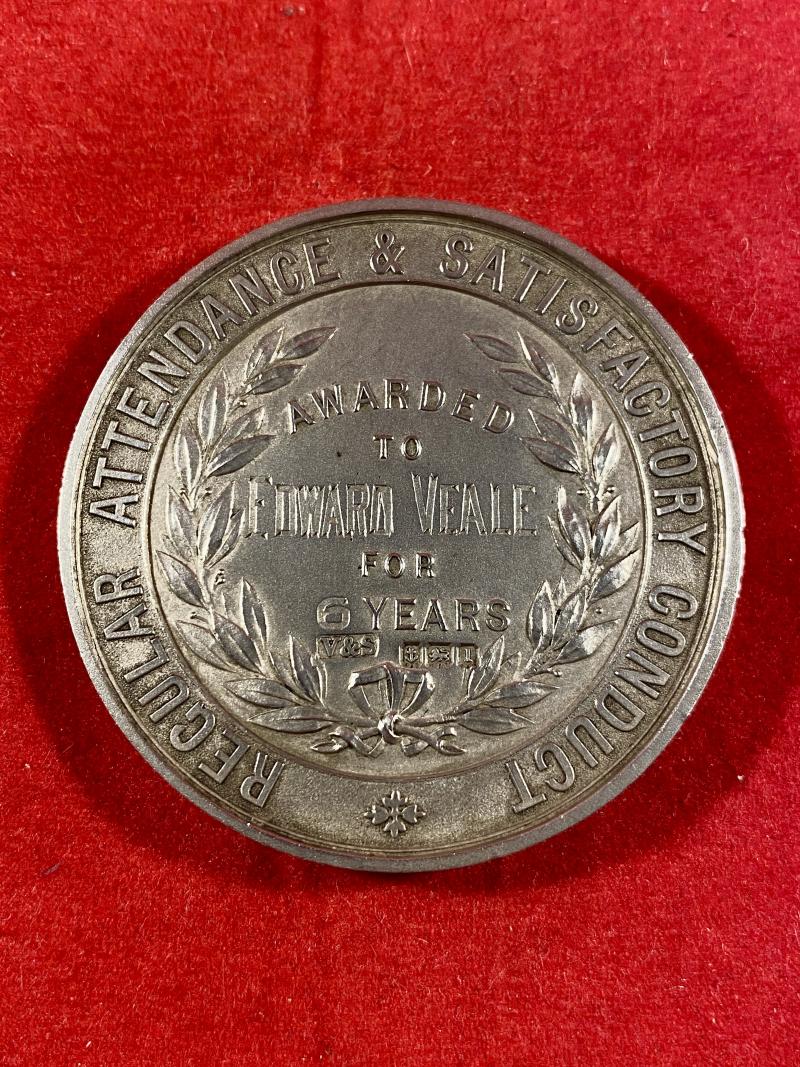 REGULAR ATTENDANCE & SATISFACTORY CONDUCT
AWARDED
TO
EDWARD VEALE
FOR
6 YEARS
V&S